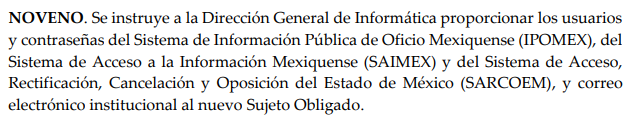 NOVENO. Se instruye a la Dirección General de Informática proporcionar los usuarios
y contraseñas del Sistema de Información Pública de Oficio Mexiquense (IPOMEX), del
Sistema de Acceso a la Información Mexiquense (SAIMEX) y del Sistema de Acceso,
Rectificación, Cancelación y Oposición del Estado de México (SARCOEM), y correo
electrónico institucional al nuevo Sujeto Obligado.